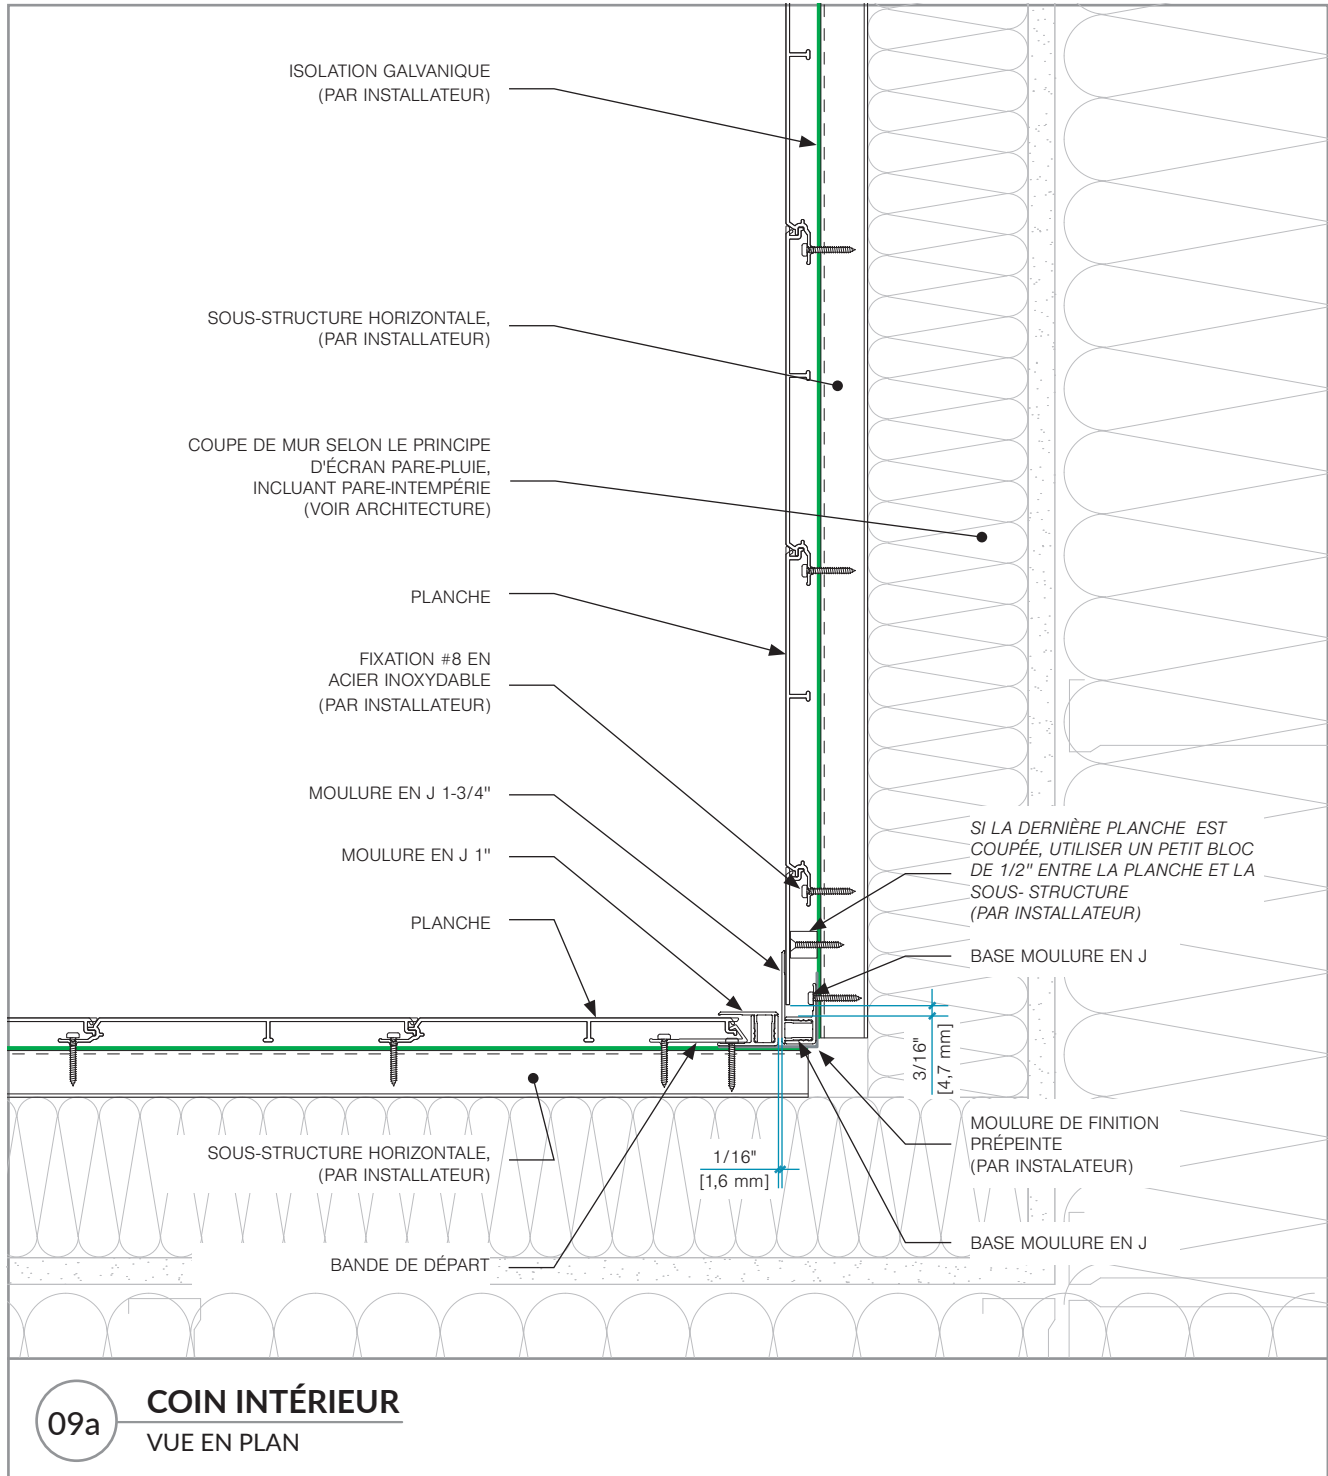 ISOLATION GALVANIQUE
(PAR INSTALLATEUR)
SOUS-STRUCTURE HORIZONTALE,
(PAR INSTALLATEUR)
COUPE DE MUR SELON LE PRINCIPE
D'ÉCRAN PARE-PLUIE,
INCLUANT PARE-INTEMPÉRIE
(VOIR ARCHITECTURE)
PLANCHE
FIXATION #8 EN
ACIER INOXYDABLE
(PAR INSTALLATEUR)
MOULURE EN J 1-3/4"
MOULURE EN J 1"
PLANCHE
SI LA DERNIÈRE PLANCHE EST
COUPÉE, UTILISER UN PETIT BLOC
DE 1/2" ENTRE LA PLANCHE ET LA
SOUS- STRUCTURE
(PAR INSTALLATEUR)
BASE MOULURE EN J
3/16"
[4,7 mm]
MOULURE DE FINITION
PRÉPEINTE
(PAR INSTALATEUR)
SOUS-STRUCTURE HORIZONTALE,
(PAR INSTALLATEUR)
1/16"
[1,6 mm]
BASE MOULURE EN J
BANDE DE DÉPART
09a
COIN INTÉRIEUR
VUE EN PLAN